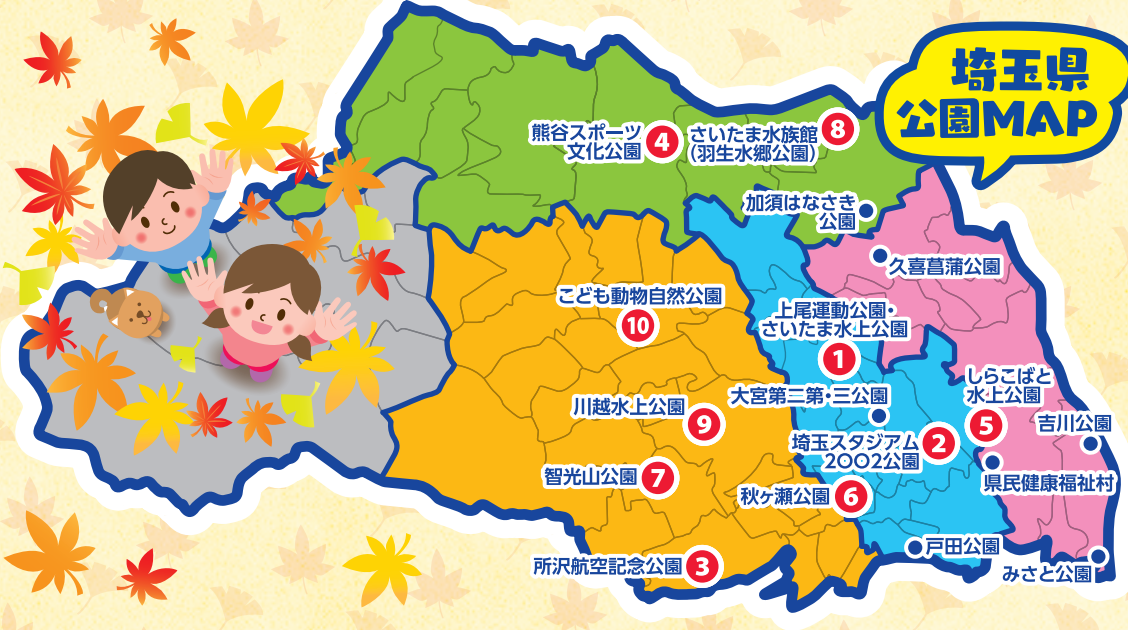 埼玉県
公園MAP
熊谷スポーツ
文化公園
4
さいたま水族館
(羽生水郷公園)
8
加須はなさき
公園
久喜菖蒲公園
こども動物自然公園
10
上尾運動公園・
さいたま水上公園
1
しらこばと
水上公園
5
大宮第二・第三公園
川越水上公園
9
吉川公園
埼玉スタジアム
2002公園
2
智光山公園
7
県民健康福祉村
秋ヶ瀬公園
6
戸田公園
所沢航空記念公園
3
みさと公園